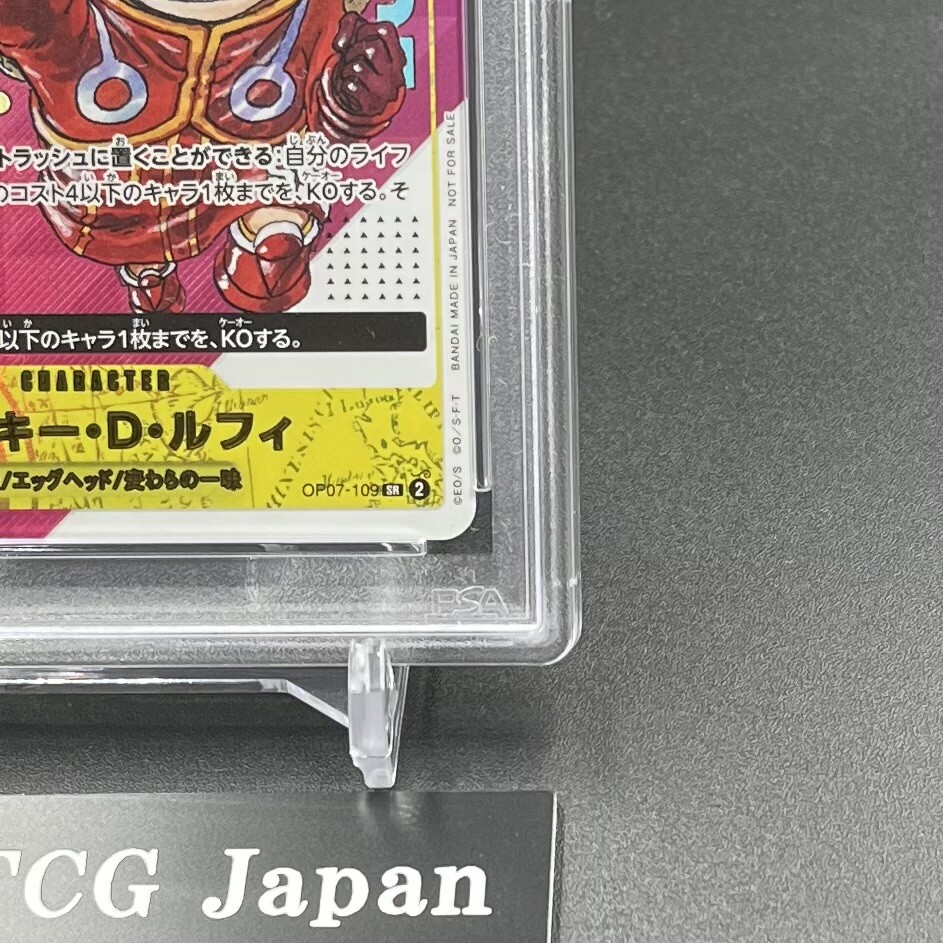 トラッシュに置くことができる:自分のライフ
のコスト4以下のキャラ1枚までを、KOする。そ
以下のキャラ1枚までを、KOする。
CHARACTER
キー・D・ルフィ
/エッグヘッド/麦わらの一味
OP07-109 SR 2
©EO/S ©O/S・F・T BANDAI MADE IN JAPAN NOT FOR SALE
PSA
TCG Japan